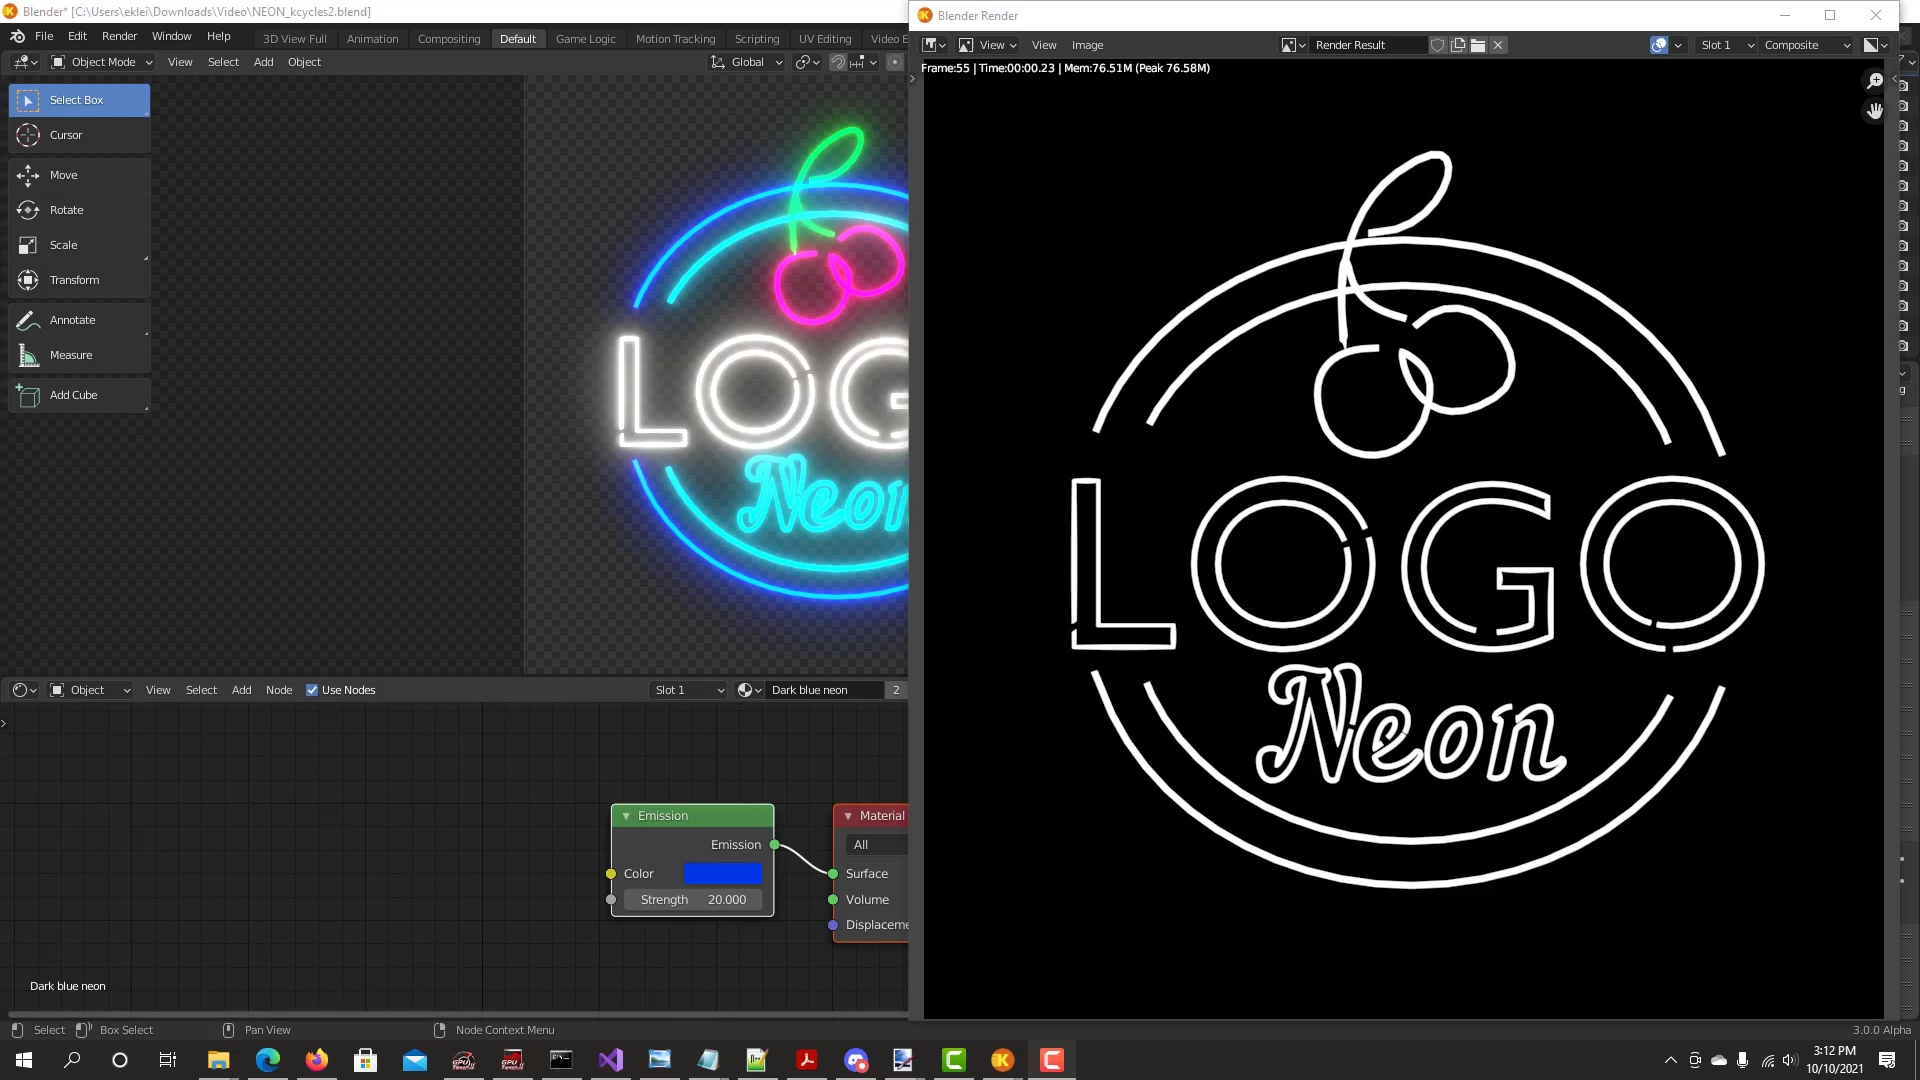 Blender* [C:\Users\eklei\Downloads\Video\NEON_kcycles2.blend]
File Edit Render Window Help 3D View Full Animation Compositing Default Game Logic Motion Tracking Scripting UV Editing Video E
Object Mode View Select Add Object Global
Select Box
Cursor
Move
Rotate
Scale
Transform
Annotate
Measure
Add Cube
LOG
Neon
Object View Select Add Node Use Nodes Slot 1 Dark blue neon 2
Emission
Emission
Color
Strength 20.000
Material
All
Surface
Volume
Displaceme
Dark blue neon
Blender Render
View View Image Render Result Slot 1 Composite
Frame:55 | Time:00:00.23 | Mem:76.51M (Peak 76.58M)
LOGO
Neon
Select Box Select Pan View Node Context Menu 3.0.0 Alpha
3:12 PM
10/10/2021